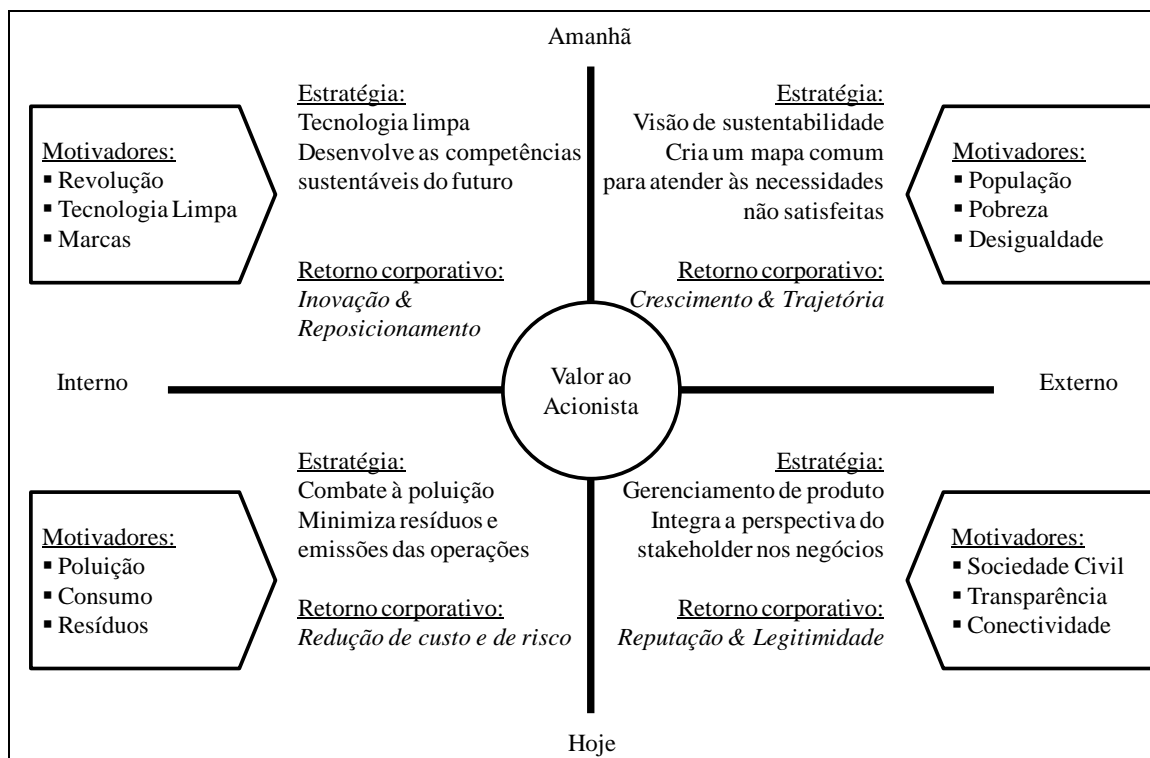 Amanhã
Motivadores:
▪ Revolução
▪ Tecnologia Limpa
▪ Marcas
Estratégia:
Tecnologia limpa
Desenvolve as competências
sustentáveis do futuro
Retorno corporativo:
Inovação &
Reposicionamento
Estratégia:
Visão de sustentabilidade
Cria um mapa comum
para atender às necessidades
não satisfeitas
Retorno corporativo:
Crescimento & Trajetória
Motivadores:
▪ População
▪ Pobreza
▪ Desigualdade
Interno
Valor ao
Acionista
Externo
Motivadores:
▪ Poluição
▪ Consumo
▪ Resíduos
Estratégia:
Combate à poluição
Minimiza resíduos e
emissões das operações
Retorno corporativo:
Redução de custo e de risco
Estratégia:
Gerenciamento de produto
Integra a perspectiva do
stakeholder nos negócios
Retorno corporativo:
Reputação & Legitimidade
Motivadores:
▪ Sociedade Civil
▪ Transparência
▪ Conectividade
Hoje